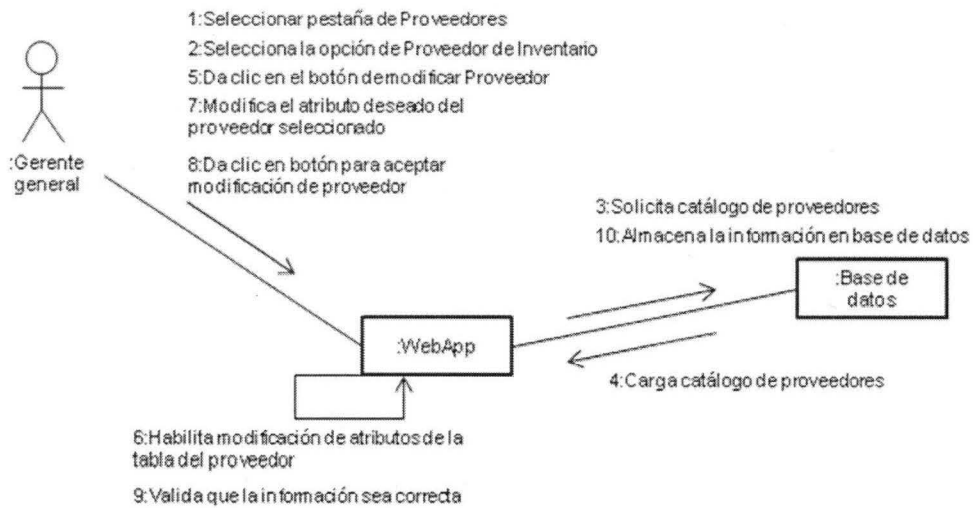 1:Seleccionar pestaña de Proveedores
2:Selecciona la opción de Proveedor de Inventario
5:Da clic en el botón de modificar Proveedor
7:Modifica el atributo deseado del
proveedor seleccionado
8:Da clic en botón para aceptar
modificación de proveedor
:Gerente
general
3:Solicita catálogo de proveedores
10:Almacena la información en base de datos
:Base de
datos
:WebApp
4:Carga catálogo de proveedores
6:Habilita modificación de atributos de la
tabla del proveedor
9:Valida que la información sea correcta